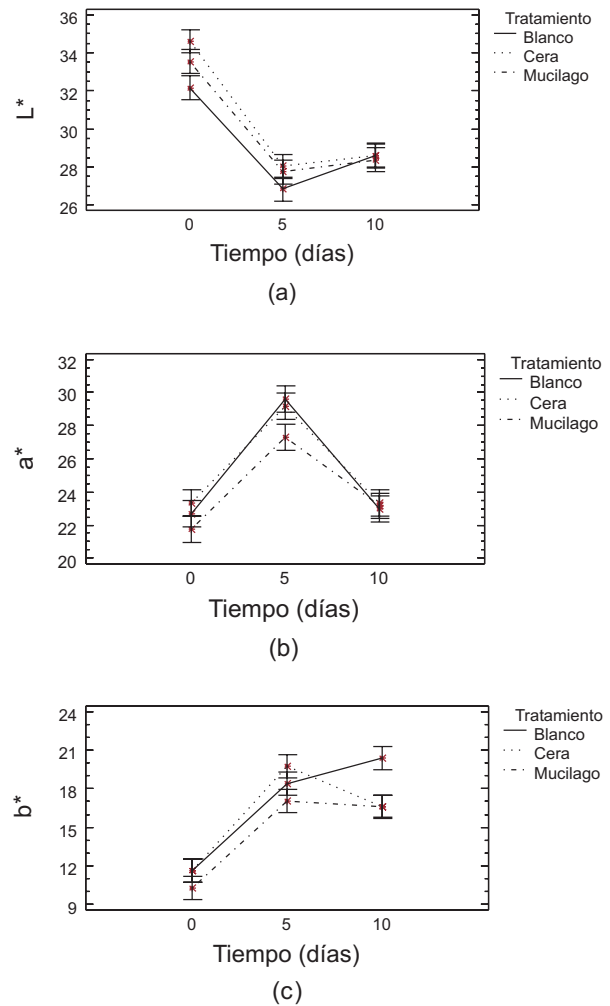 36
34
32
30
28
26
L*
0 5 10
Tiempo (días)
(a)
Tratamiento
Blanco
Cera
Mucilago
32
30
28
26
24
22
20
a*
0 5 10
Tiempo (días)
(b)
Tratamiento
Blanco
Cera
Mucilago
24
21
18
15
12
9
b*
0 5 10
Tiempo (días)
(c)
Tratamiento
Blanco
Cera
Mucilago